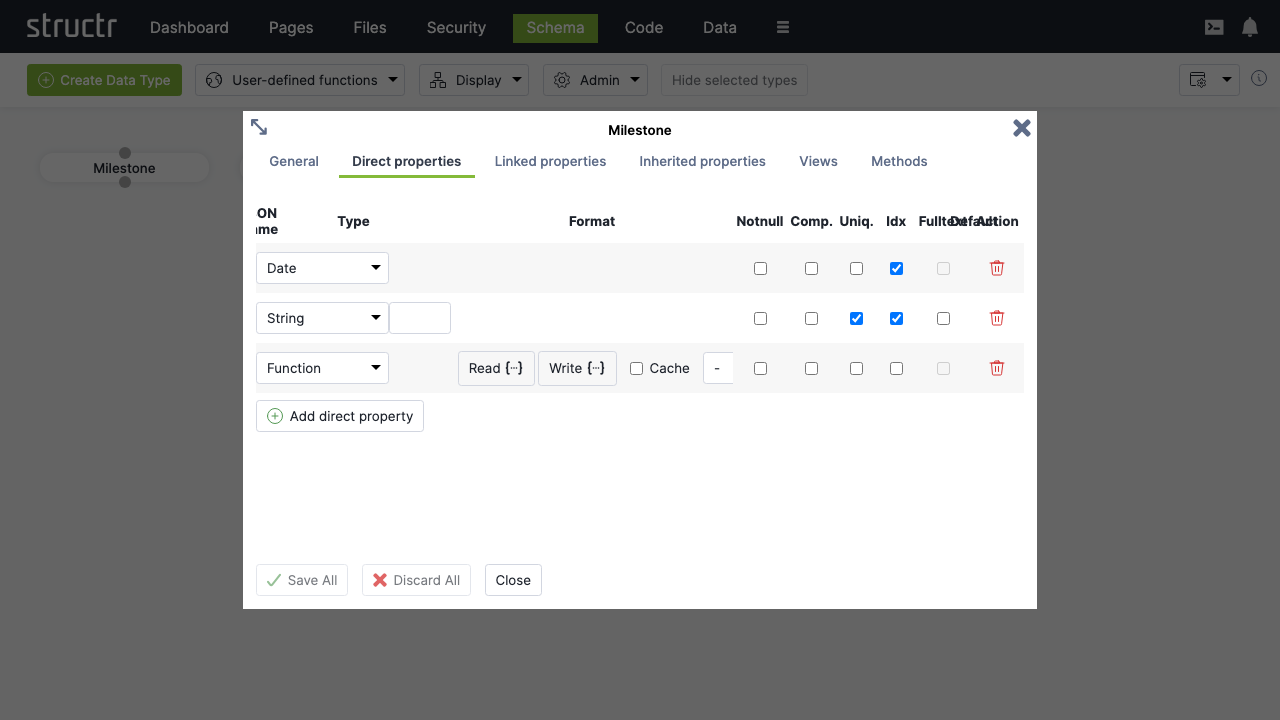 structr
Dashboard
Pages
Files
Security
Schema
Code
Data
Create Data Type
User-defined functions
Display
Admin
Hide selected types
Milestone
Milestone
General
Direct properties
Linked properties
Inherited properties
Views
Methods
ON
me
Type
Format
Notnull
Comp.
Uniq.
Idx
Fulltext
Default
Action
Date
String
Function
Read {...}
Write {...}
Cache
-
Add direct property
Save All
Discard All
Close